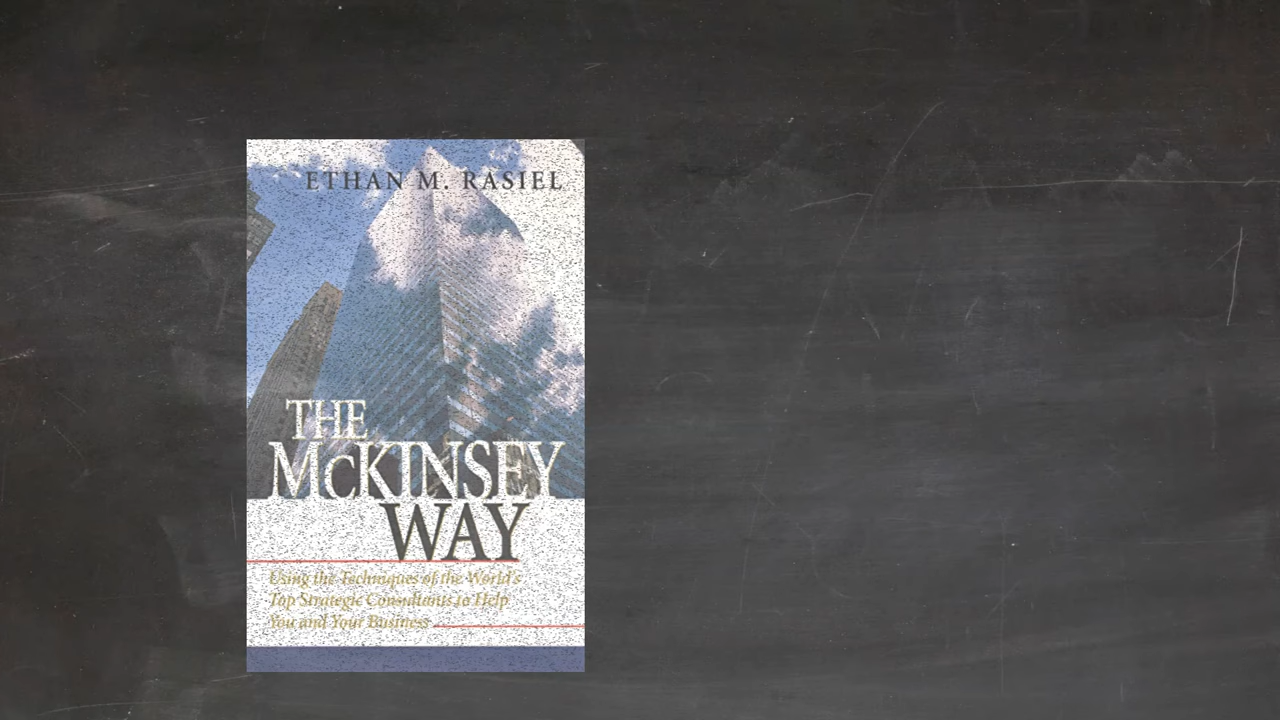 ETHAN M. RASIEL
THE
McKINSEY
WAY
Using the Techniques of the World's
Top Strategic Consultants to Help
You and Your Business